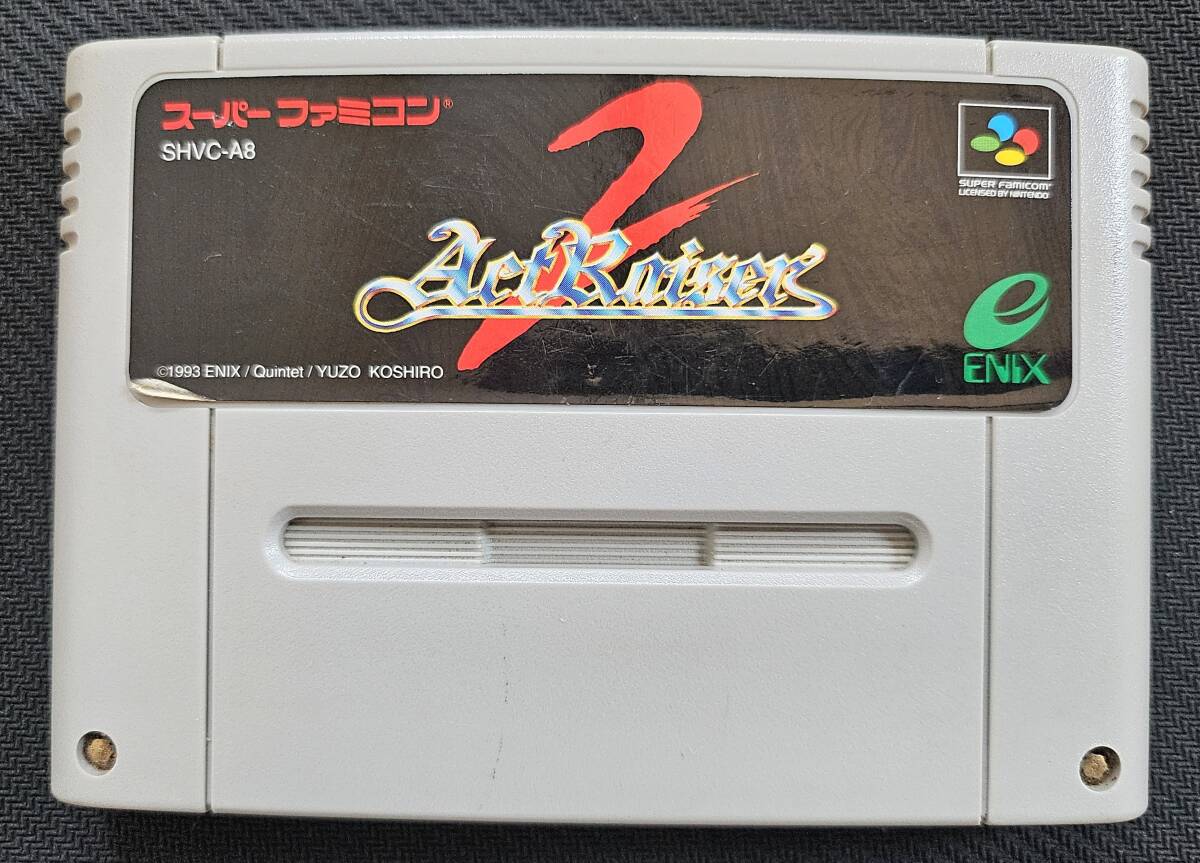 スーパーファミコン®
SHVC-A8
2
ActRaiser
SUPER FAMICOM
LICENSED BY NINTENDO
e
ENIX
©1993 ENIX / Quintet / YUZO KOSHIRO